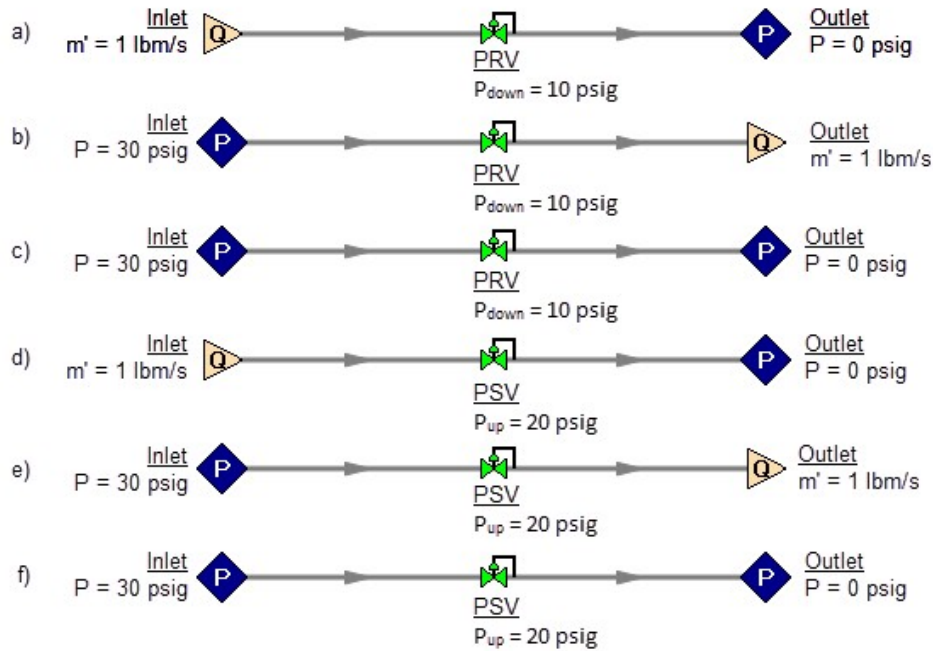 a)
Inlet
m' = 1 lbm/s
Q
PRV
Pdown = 10 psig
P
Outlet
P = 0 psig
b)
Inlet
P = 30 psig
P
PRV
Pdown = 10 psig
Q
Outlet
m' = 1 lbm/s
c)
Inlet
P = 30 psig
P
PRV
Pdown = 10 psig
P
Outlet
P = 0 psig
d)
Inlet
m' = 1 lbm/s
Q
PSV
Pup = 20 psig
P
Outlet
P = 0 psig
e)
Inlet
P = 30 psig
P
PSV
Pup = 20 psig
Q
Outlet
m' = 1 lbm/s
f)
Inlet
P = 30 psig
P
PSV
Pup = 20 psig
P
Outlet
P = 0 psig